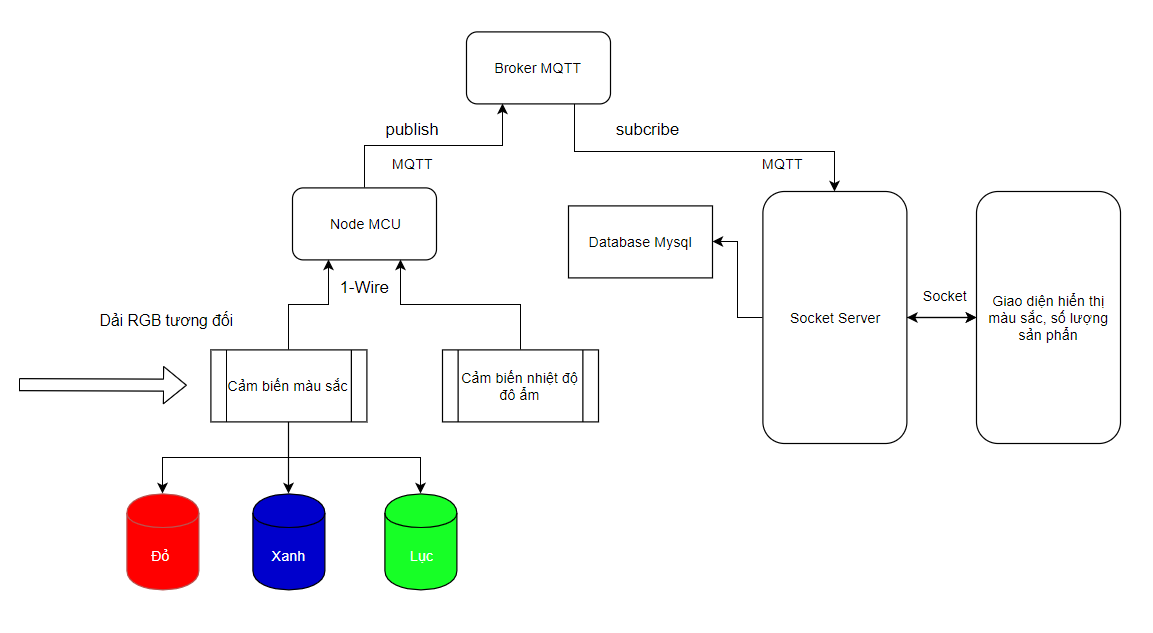 Broker MQTT
publish
subcribe
MQTT
MQTT
Node MCU
Database Mysql
1-Wire
Socket
Socket Server
Giao diện hiển thị
màu sắc, số lượng
sản phẩn
Dải RGB tương đối
Cảm biến màu sắc
Cảm biến nhiệt độ
đô ẩm
Đỏ
Xanh
Lục